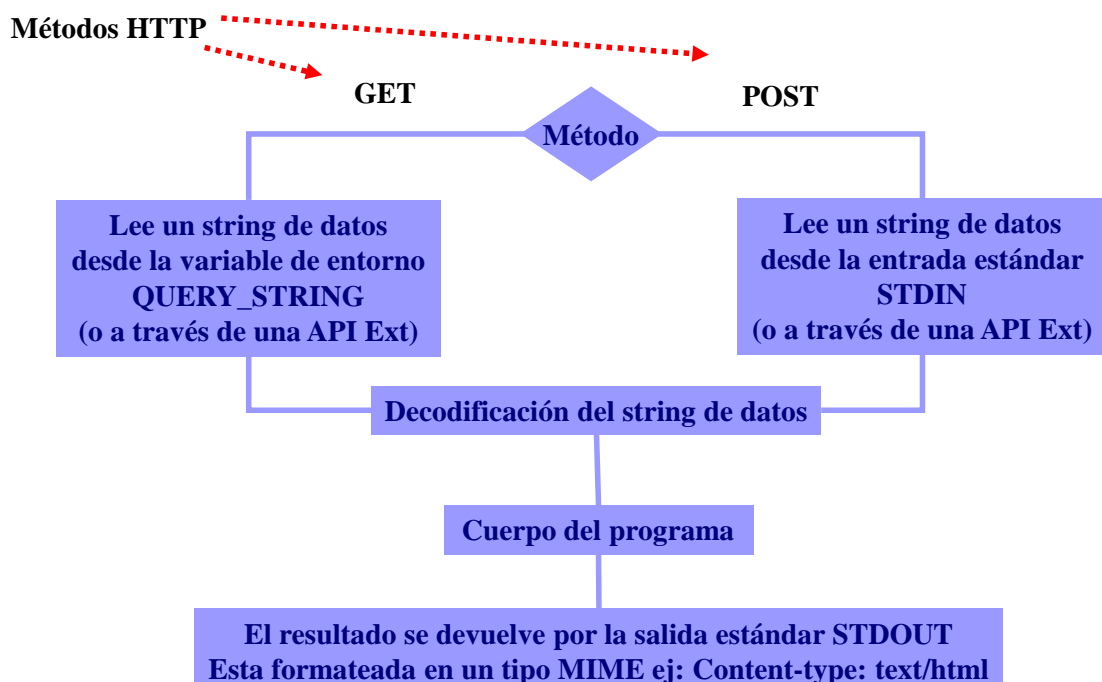 Métodos HTTP
GET
POST
Método
Lee un string de datos
desde la variable de entorno
QUERY_STRING
(o a través de una API Ext)
Lee un string de datos
desde la entrada estándar
STDIN
(o a través de una API Ext)
Decodificación del string de datos
Cuerpo del programa
El resultado se devuelve por la salida estándar STDOUT
Esta formateada en un tipo MIME ej: Content-type: text/html